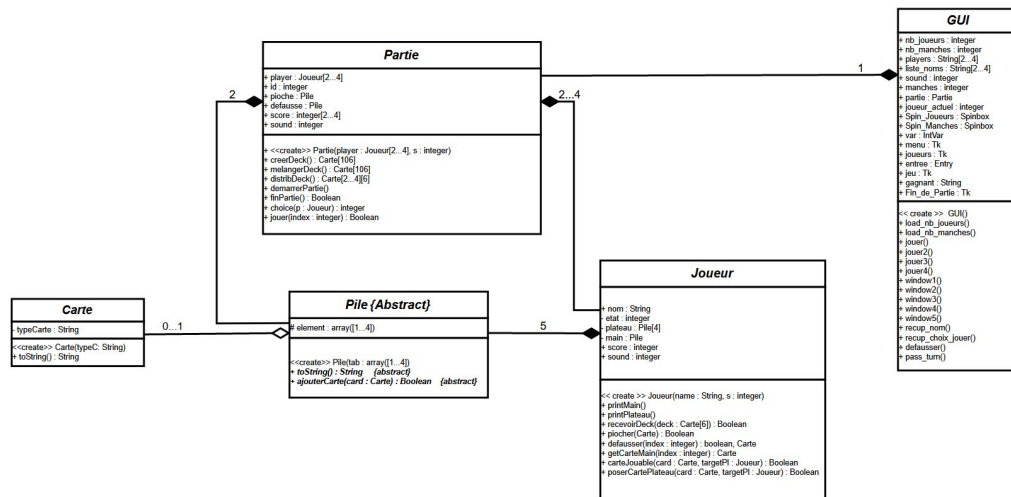 GUI
+ nb_joueurs : integer
+ nb_manches : integer
+ players : String[2...4]
+ liste_noms : String[2...4]
+ sound : integer
+ manches : integer
+ partie : Partie
+ joueur_actuel : integer
+ Spin_Joueurs : Spinbox
+ Spin_Manches : Spinbox
+ var : IntVar
+ menu : Tk
+ joueurs : Tk
+ entree : Entry
+ jeu : Tk
+ gagnant : String
+ Fin_de_Partie : Tk
<< create >> GUI()
+ load_nb_joueurs()
+ load_nb_manches()
+ jouer()
+ jouer2()
+ jouer3()
+ jouer4()
+ window1()
+ window2()
+ window3()
+ window4()
+ window5()
+ recup_nom()
+ recup_choix_jouer()
+ defausser()
+ pass_turn()
Partie
+ player : Joueur[2...4]
+ id : integer
+ pioche : Pile
+ defausse : Pile
+ score : integer[2...4]
+ sound : integer
+ <<create>> Partie(player : Joueur[2...4], s : integer)
+ creerDeck() : Carte[106]
+ melangerDeck() : Carte[106]
+ distribDeck() : Carte[2...4][6]
+ demarrerPartie()
+ finPartie() : Boolean
+ choice(p : Joueur) : integer
+ jouer(index : integer) : Boolean
1
2
2...4
Carte
- typeCarte : String
<<create>> Carte(typeC: String)
+ toString() : String
0...1
Pile {Abstract}
# element : array([1...4])
<<create>> Pile(tab : array([1...4])
+ toString() : String {abstract}
+ ajouterCarte(card : Carte) : Boolean {abstract}
5
Joueur
+ nom : String
- etat : integer
- plateau : Pile[4]
- main : Pile
+ score : integer
+ sound : integer
<< create >> Joueur(name : String, s : integer)
+ printMain()
+ printPlateau()
+ recevoirDeck(deck : Carte[6]) : Boolean
+ piocher(Carte) : Boolean
+ defausser(index : integer) : boolean, Carte
+ getCarteMain(index : integer) : Carte
+ carteJouable(card : Carte, targetPl : Joueur) : Boolean
+ poserCartePlateau(card : Carte, targetPl : Joueur) : Boolean